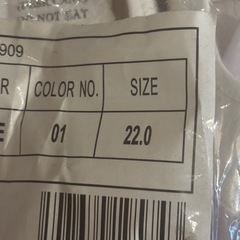 DO NOT EAT
909
R COLOR NO. SIZE
E 01 22.0